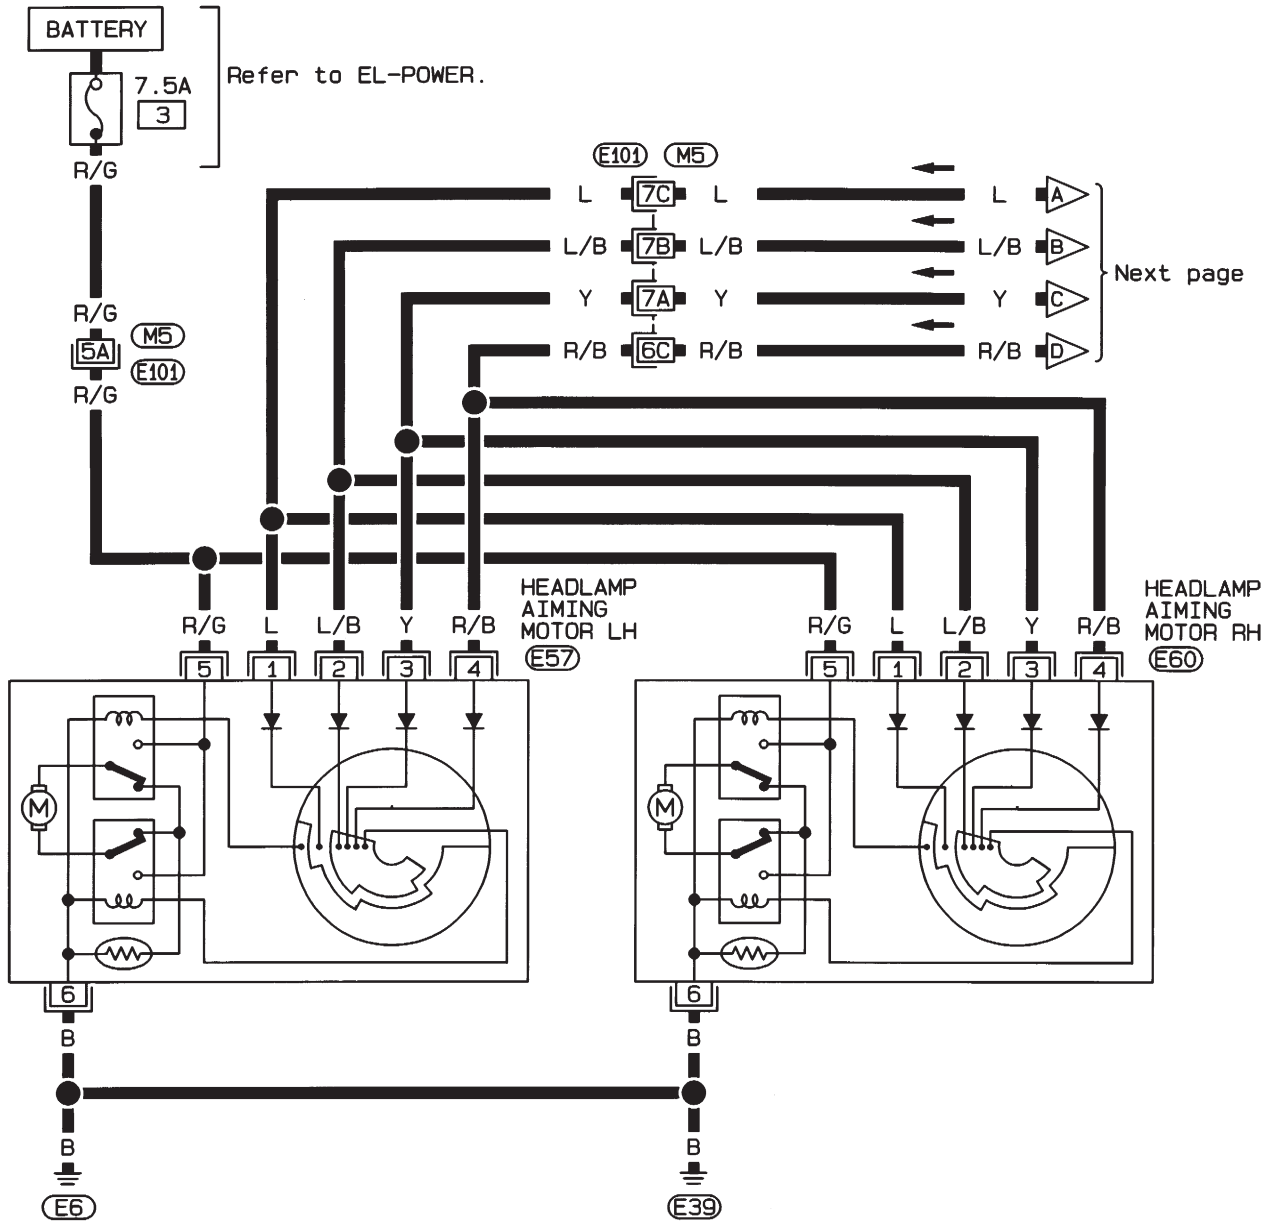 BATTERY
Refer to EL-POWER.
7.5A
3
R/G
E101 M5
L 7C L L A
L/B 7B L/B L/B B
Y 7A Y Y C
R/B 6C R/B R/B D
Next page
R/G
M5
5A
E101
R/G
HEADLAMP
AIMING
MOTOR LH
E57
HEADLAMP
AIMING
MOTOR RH
E60
R/G L L/B Y R/B
R/G L L/B Y R/B
5 1 2 3 4
5 1 2 3 4
M
M
6
6
B
B
B
B
E6
E39